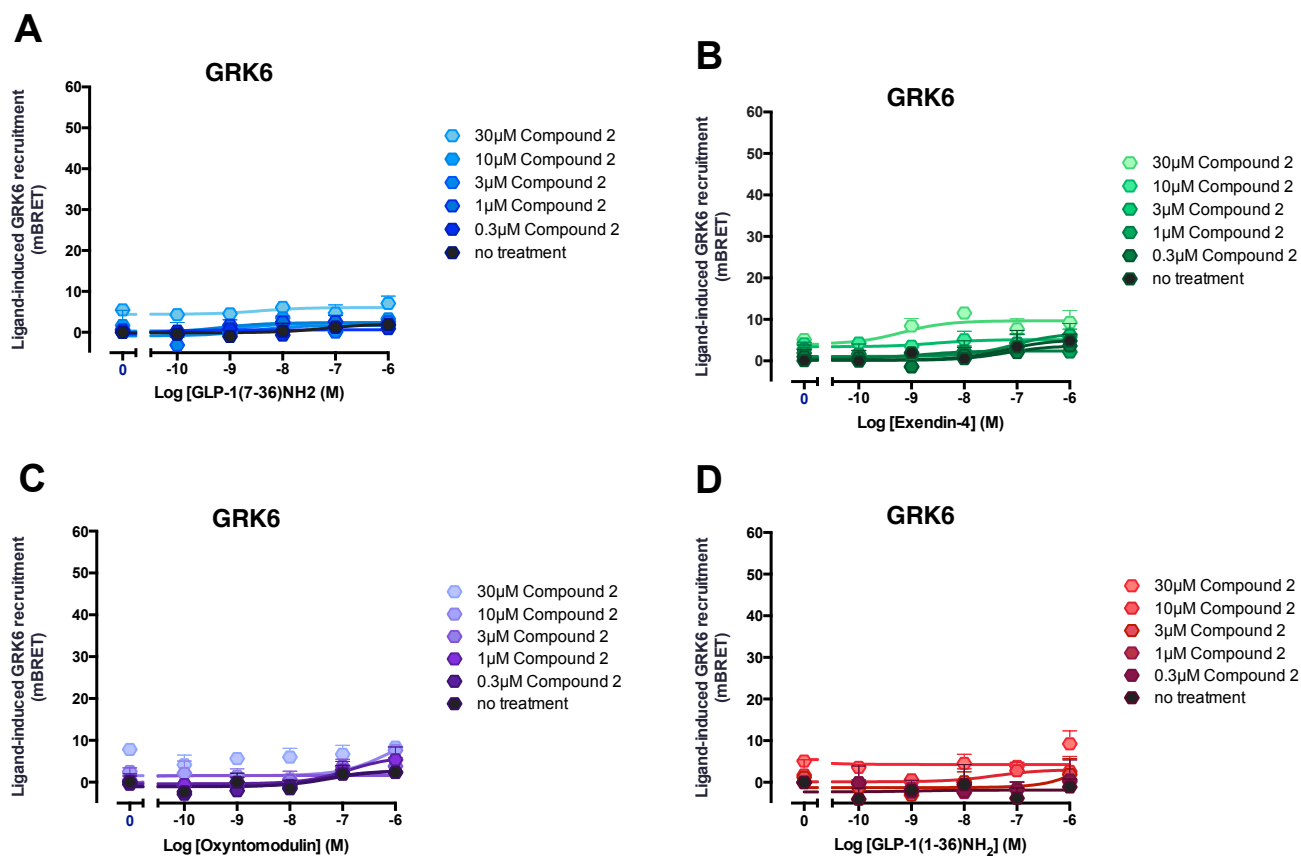 A
GRK6
Ligand-induced GRK6 recruitment
(mBRET)
60
50
40
30
20
10
0
0
-10
-9
-8
-7
-6
Log [GLP-1(7-36)NH2 (M)
30µM Compound 2
10µM Compound 2
3µM Compound 2
1µM Compound 2
0.3µM Compound 2
no treatment
B
GRK6
Ligand-induced GRK6 recruitment
(mBRET)
60
50
40
30
20
10
0
0
-10
-9
-8
-7
-6
Log [Exendin-4] (M)
30µM Compound 2
10µM Compound 2
3µM Compound 2
1µM Compound 2
0.3µM Compound 2
no treatment
C
GRK6
Ligand-induced GRK6 recruitment
(mBRET)
60
50
40
30
20
10
0
0
-10
-9
-8
-7
-6
Log [Oxyntomodulin] (M)
30µM Compound 2
10µM Compound 2
3µM Compound 2
1µM Compound 2
0.3µM Compound 2
no treatment
D
GRK6
Ligand-induced GRK6 recruitment
(mBRET)
60
50
40
30
20
10
0
0
-10
-9
-8
-7
-6
Log [GLP-1(1-36)NH₂] (M)
30µM Compound 2
10µM Compound 2
3µM Compound 2
1µM Compound 2
0.3µM Compound 2
no treatment